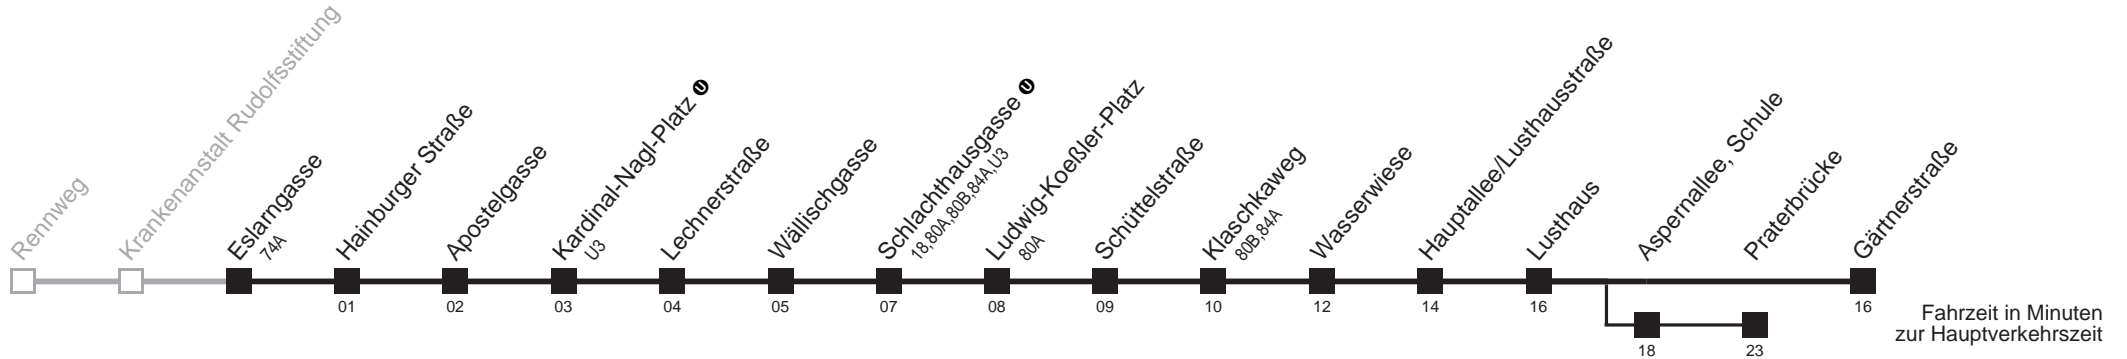 Rennweg
Krankenanstalt Rudolfsstiftung
Eslarngasse
74A
Hainburger Straße
Apostelgasse
Kardinal-Nagl-Platz U
U3
Lechnerstraße
Wällischgasse
Schlachthausgasse U
18,80A,80B,84A,U3
Ludwig-Koeßler-Platz
80A
Schüttelstraße
Klaschkaweg
80B,84A
Wasserwiese
Hauptallee/Lusthausstraße
Lusthaus
Aspernallee, Schule
Praterbrücke
Gärtnerstraße
01 02 03 04 05 07 08 09 10 12 14 16 16
18 23
Fahrzeit in Minuten
zur Hauptverkehrszeit